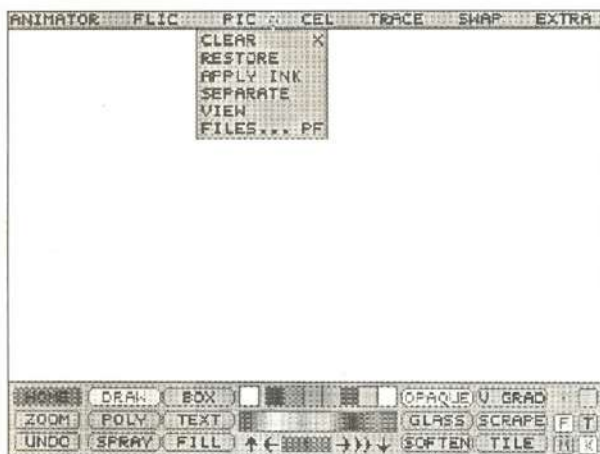 ANIMATOR FLIC PIC CEL TRACE SWAP EXTRA
CLEAR X
RESTORE
APPLY INK
SEPARATE
VIEW
FILES... PF
HOME DRAW BOX OPAQUE V. GRAD
ZOOM POLY TEXT GLASS SCRAPE F T
UNDO SPRAY FILL SOFTEN TILE K